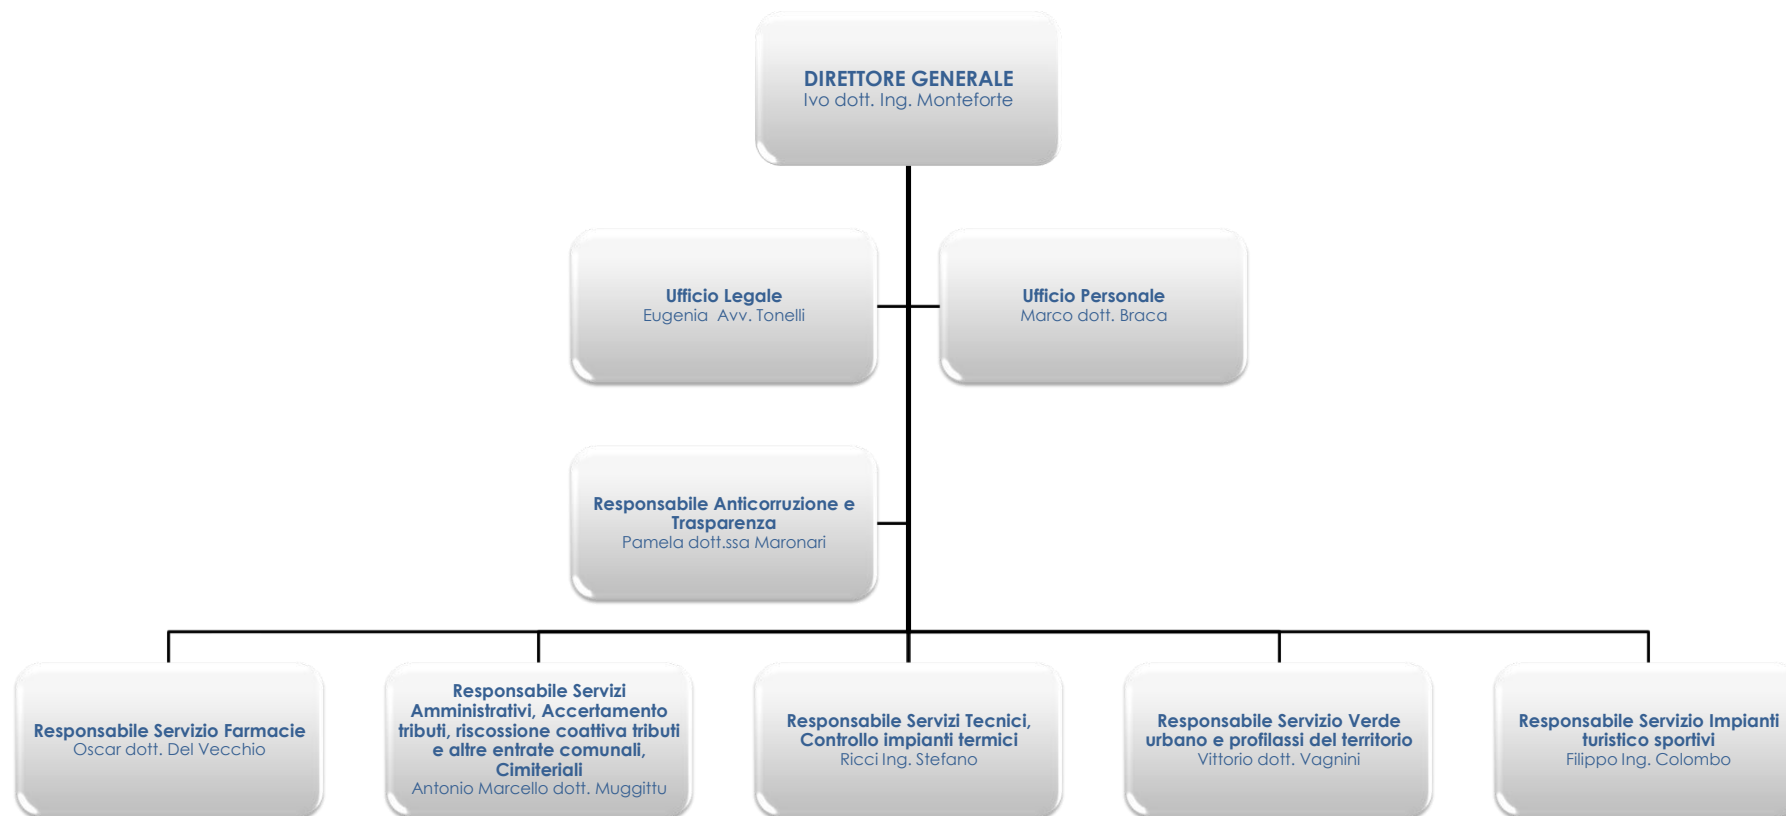 DIRETTORE GENERALE
Ivo dott. Ing. Monteforte
Ufficio Legale
Eugenia  Avv. Tonelli
Ufficio Personale
Marco dott. Braca
Responsabile Anticorruzione e
Trasparenza
Pamela dott.ssa Maronari
Responsabile Servizio Farmacie
Oscar dott. Del Vecchio
Responsabile Servizi
Amministrativi, Accertamento
tributi, riscossione coattiva tributi
e altre entrate comunali,
Cimiteriali
Antonio Marcello dott. Muggittu
Responsabile Servizi Tecnici,
Controllo impianti termici
Ricci Ing. Stefano
Responsabile Servizio Verde
urbano e profilassi del territorio
Vittorio dott. Vagnini
Responsabile Servizio Impianti
turistico sportivi
Filippo Ing. Colombo